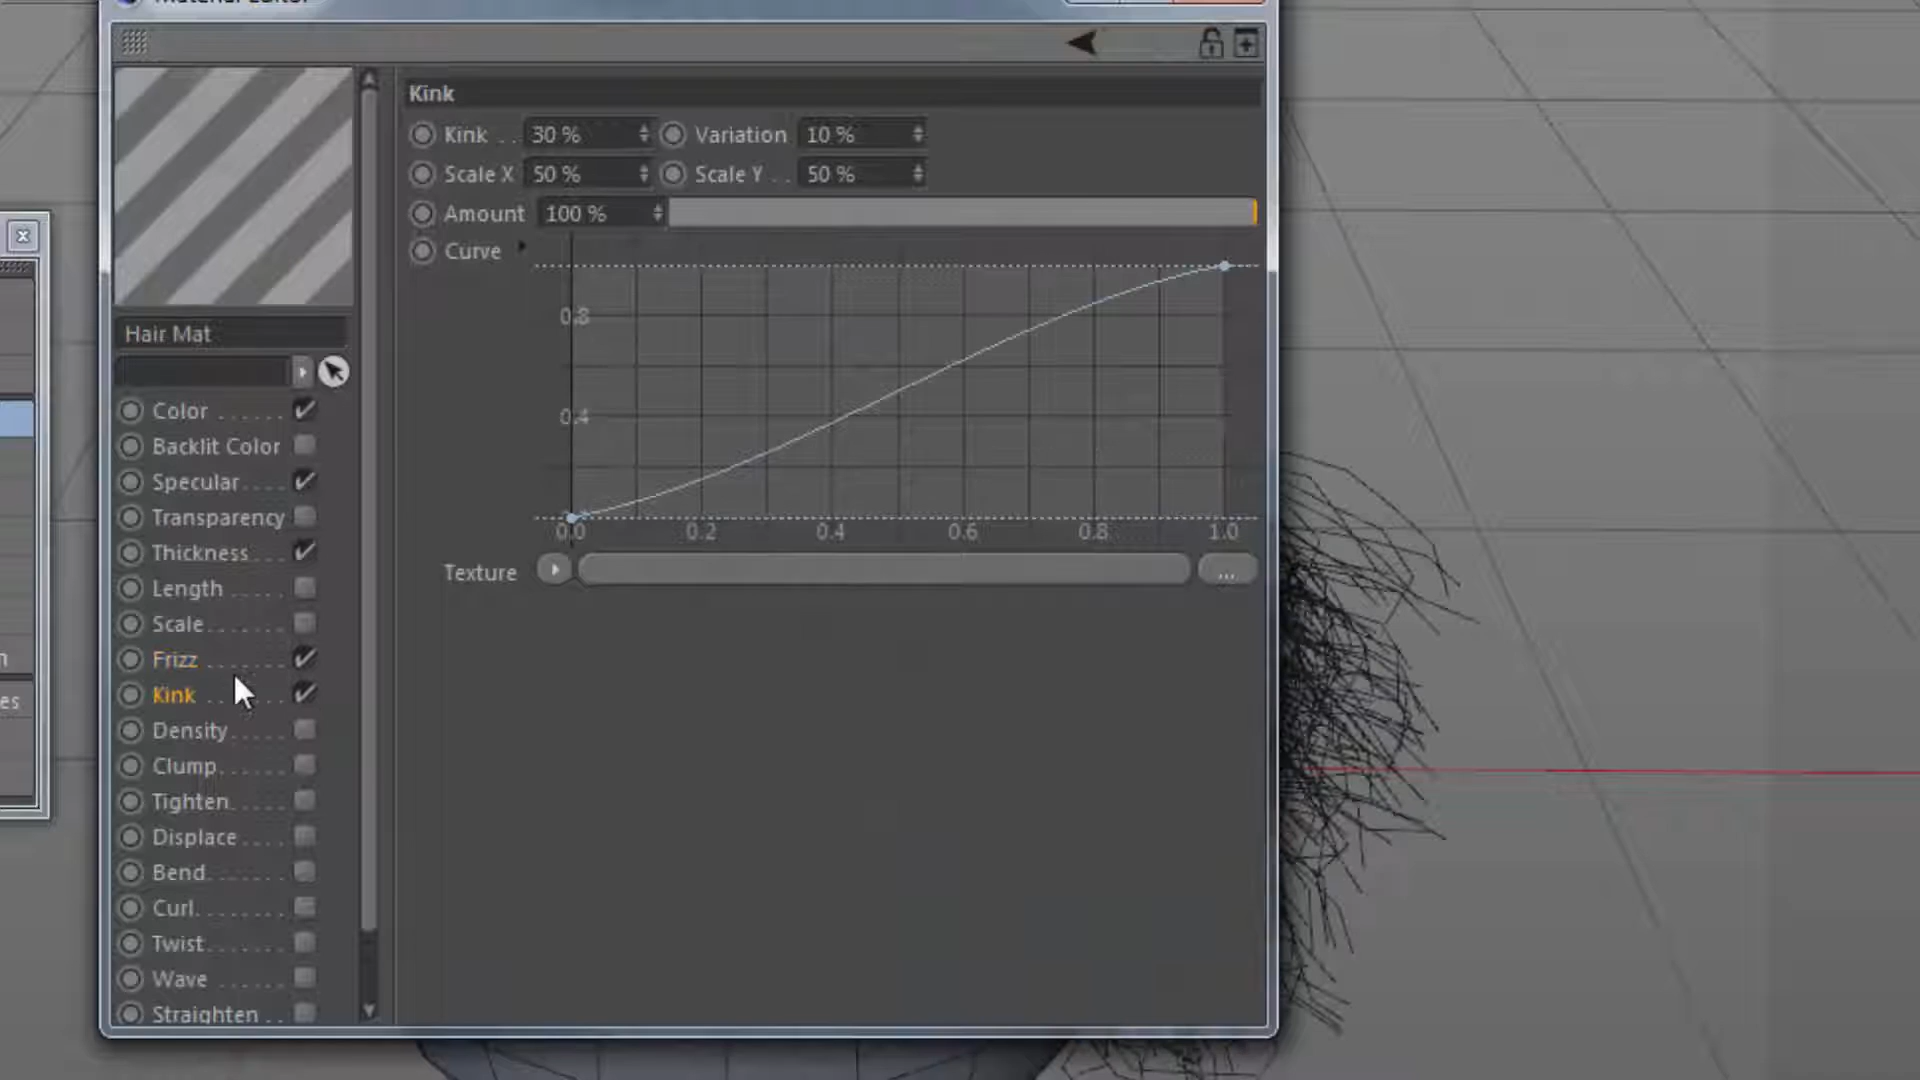 Material Editor
Kink
Kink . . 30 % Variation 10 %
Scale X 50 % Scale Y . . 50 %
Amount 100 %
Curve
0.8
0.4
0.0 0.2 0.4 0.6 0.8 1.0
Texture ...
Hair Mat
Color
Backlit Color
Specular
Transparency
Thickness
Length
Scale
Frizz
Kink
Density
Clump
Tighten
Displace
Bend
Curl
Twist
Wave
Straighten
n
es